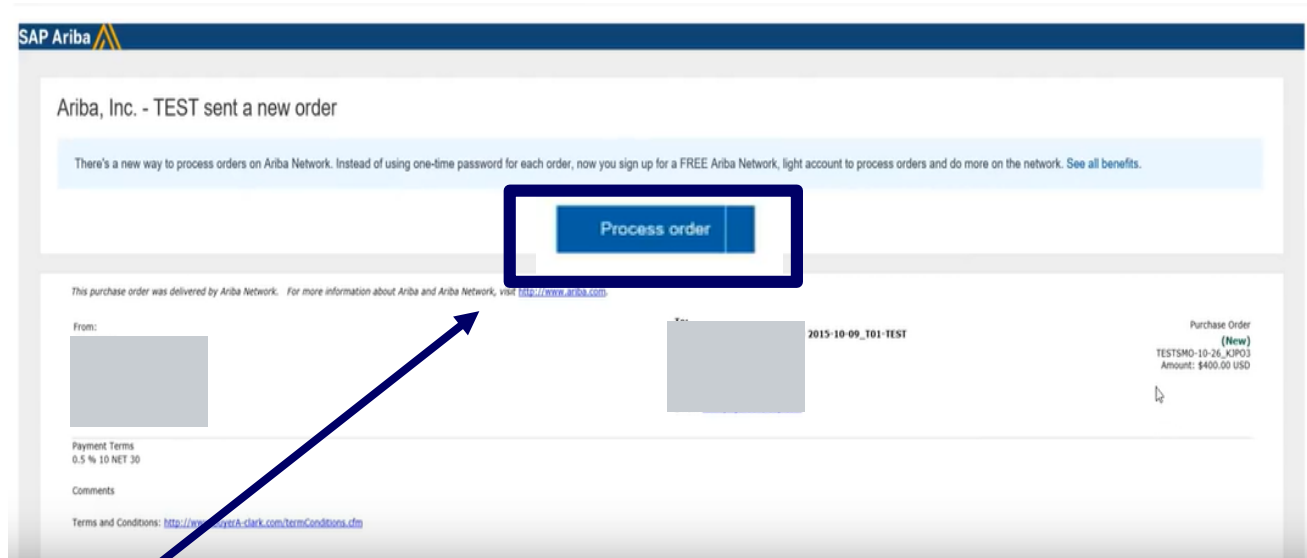 SAP Ariba
Ariba, Inc. - TEST sent a new order
There's a new way to process orders on Ariba Network. Instead of using one-time password for each order, now you sign up for a FREE Ariba Network, light account to process orders and do more on the network. See all benefits.
Process order
This purchase order was delivered by Ariba Network. For more information about Ariba and Ariba Network, visit http://www.ariba.com.
From:
To:
2015-10-09_T01-TEST
Purchase Order
(New)
TESTSMO-10-26_KJPO3
Amount: $400.00 USD
Payment Terms
0.5 % 10 NET 30
Comments
Terms and Conditions: